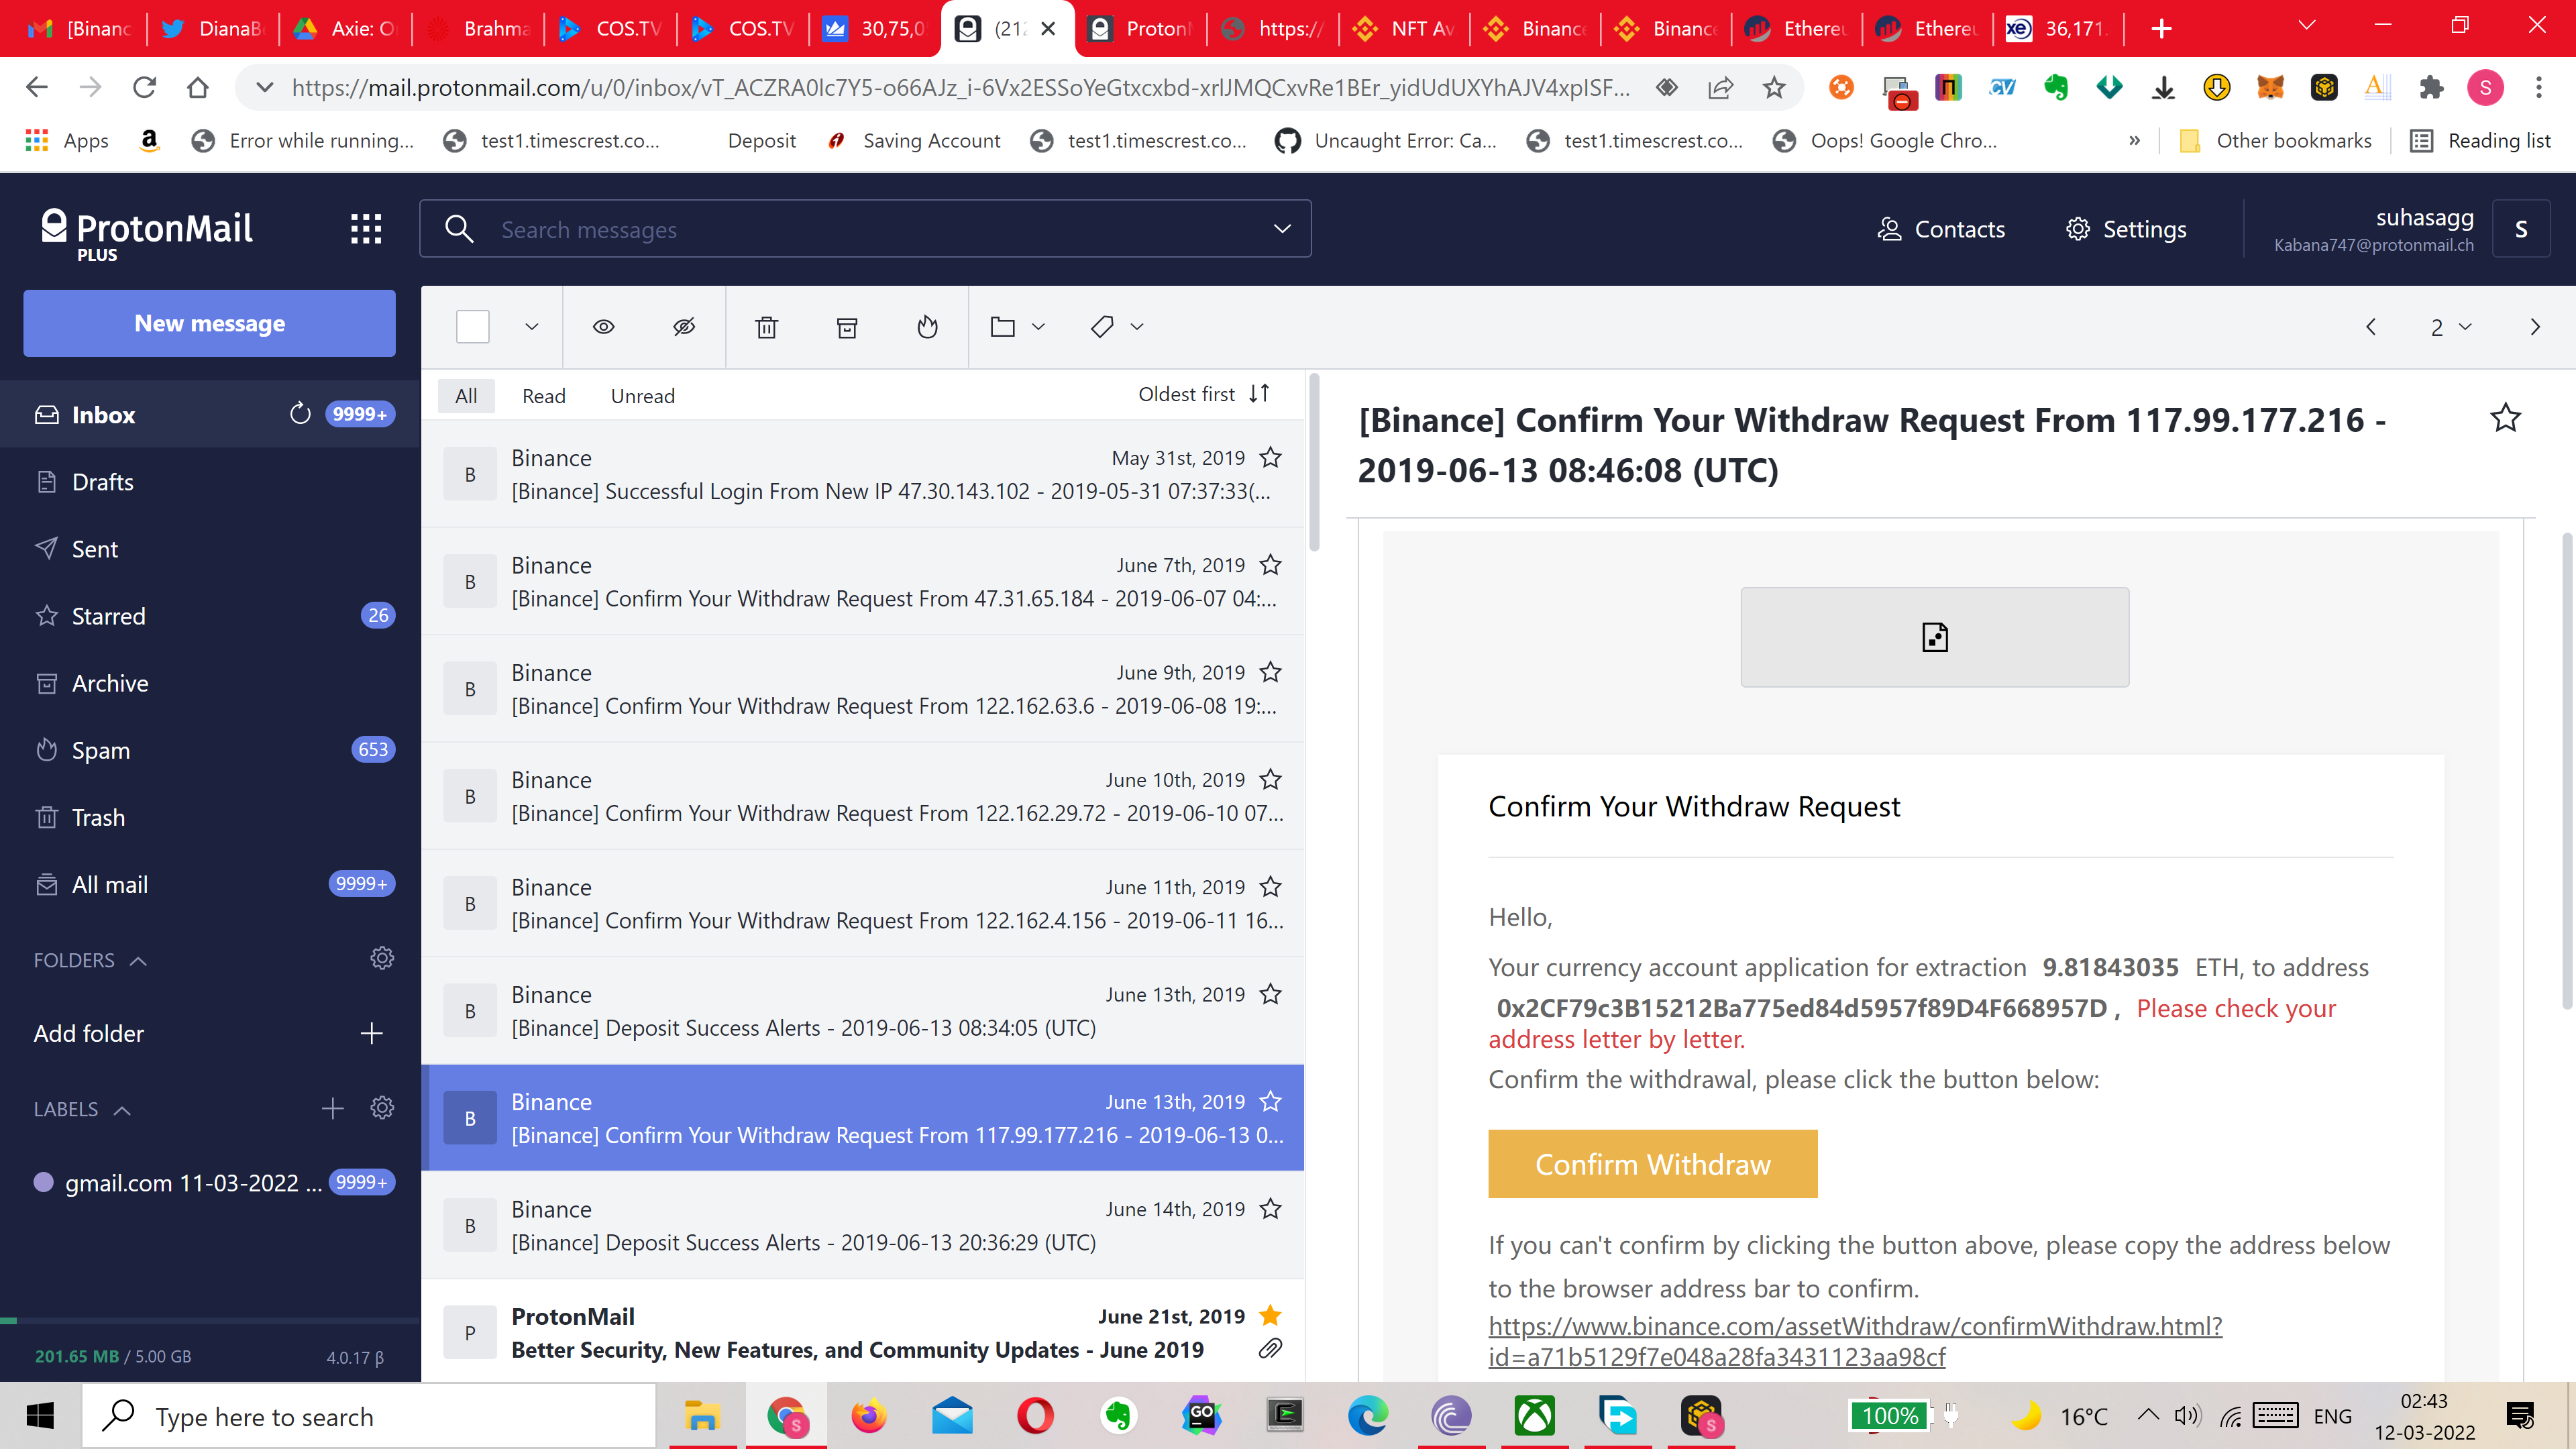 [Binanc
DianaB
Axie: O
Brahma
COS.TV
COS.TV
30,75,0
(212
Proton
https://
NFT Av
Binance
Binance
Ethereu
Ethereu
36,171.
https://mail.protonmail.com/u/0/inbox/vT_ACZRA0lc7Y5-o66AJz_i-6Vx2ESSoYeGtxcxbd-xrlJMQCxvRe1BEr_yidUdUXYhAJV4xpISF...
Apps
Error while running...
test1.timescrest.co...
Deposit
Saving Account
test1.timescrest.co...
Uncaught Error: Ca...
test1.timescrest.co...
Oops! Google Chro...
»
Other bookmarks
Reading list
ProtonMail
PLUS
Search messages
Contacts
Settings
suhasagg
Kabana747@protonmail.ch
S
New message
Inbox 9999+
Drafts
Sent
Starred 26
Archive
Spam 653
Trash
All mail 9999+
FOLDERS
Add folder
LABELS
gmail.com 11-03-2022 ... 9999+
201.65 MB / 5.00 GB
4.0.17 β
2
All Read Unread
Oldest first
B Binance May 31st, 2019
[Binance] Successful Login From New IP 47.30.143.102 - 2019-05-31 07:37:33(...
B Binance June 7th, 2019
[Binance] Confirm Your Withdraw Request From 47.31.65.184 - 2019-06-07 04:...
B Binance June 9th, 2019
[Binance] Confirm Your Withdraw Request From 122.162.63.6 - 2019-06-08 19:...
B Binance June 10th, 2019
[Binance] Confirm Your Withdraw Request From 122.162.29.72 - 2019-06-10 07...
B Binance June 11th, 2019
[Binance] Confirm Your Withdraw Request From 122.162.4.156 - 2019-06-11 16...
B Binance June 13th, 2019
[Binance] Deposit Success Alerts - 2019-06-13 08:34:05 (UTC)
B Binance June 13th, 2019
[Binance] Confirm Your Withdraw Request From 117.99.177.216 - 2019-06-13 0...
B Binance June 14th, 2019
[Binance] Deposit Success Alerts - 2019-06-13 20:36:29 (UTC)
P ProtonMail June 21st, 2019
Better Security, New Features, and Community Updates - June 2019
[Binance] Confirm Your Withdraw Request From 117.99.177.216 -
2019-06-13 08:46:08 (UTC)
Confirm Your Withdraw Request
Hello,
Your currency account application for extraction 9.81843035 ETH, to address
0x2CF79c3B15212Ba775ed84d5957f89D4F668957D , Please check your
address letter by letter.
Confirm the withdrawal, please click the button below:
Confirm Withdraw
If you can't confirm by clicking the button above, please copy the address below
to the browser address bar to confirm.
https://www.binance.com/assetWithdraw/confirmWithdraw.html?
id=a71b5129f7e048a28fa3431123aa98cf
Type here to search
100%
16°C
ENG
02:43
12-03-2022